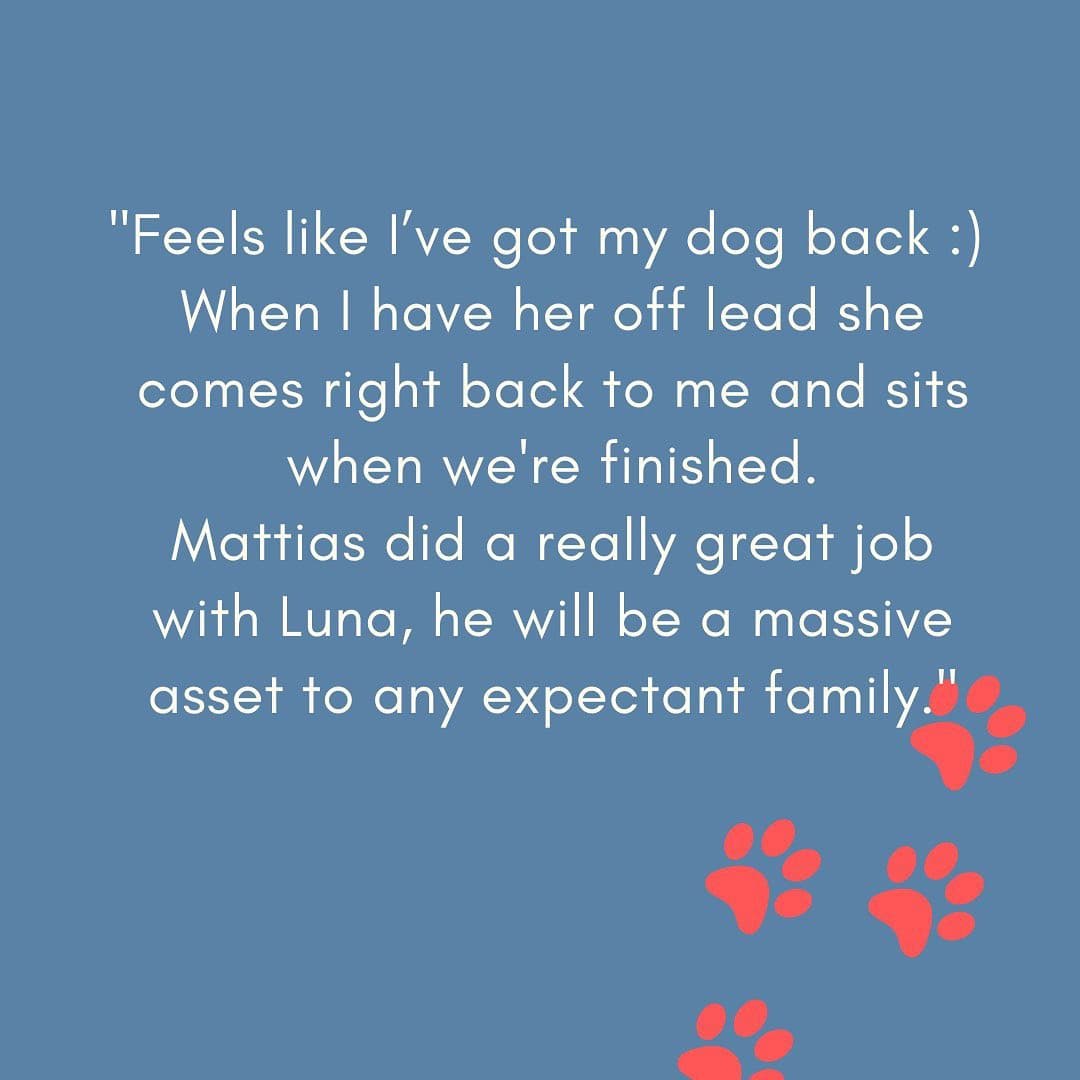 "Feels like I’ve got my dog back :)
When I have her off lead she
comes right back to me and sits
when we're finished.
Mattias did a really great job
with Luna, he will be a massive
asset to any expectant family."